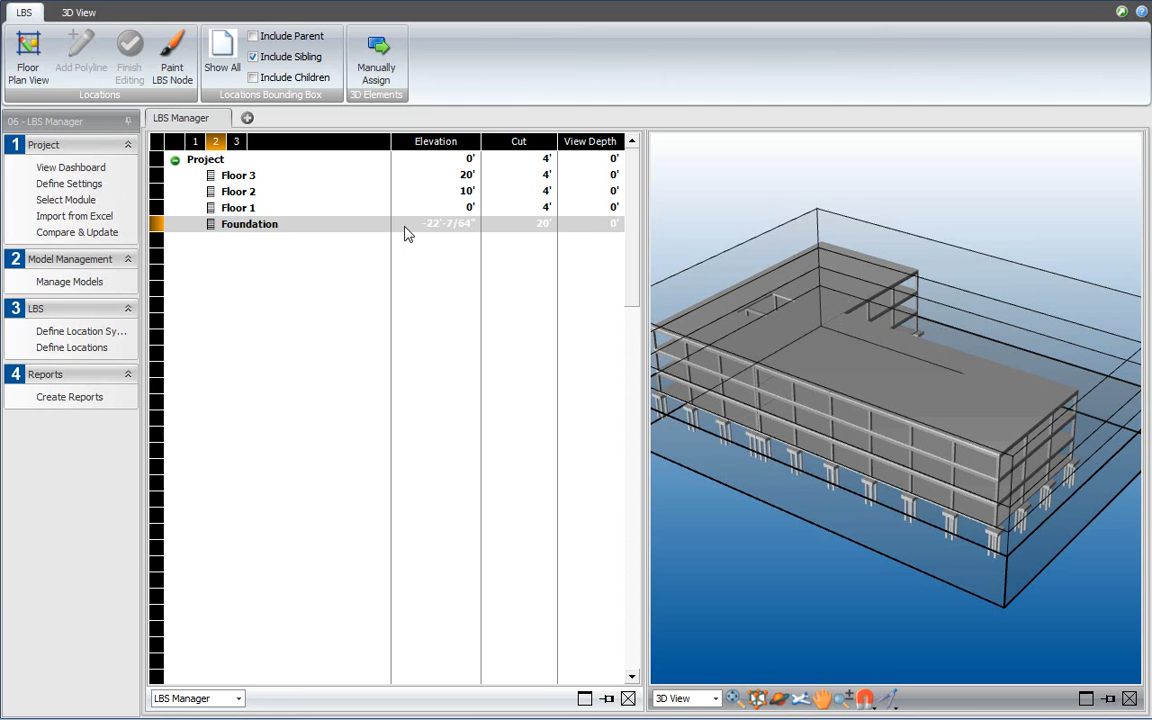 LBS 3D View
Floor Plan View
Add Polyline
Finish Editing
Paint LBS Node
Locations
Show All
Include Parent
Include Sibling
Include Children
Locations Bounding Box
Manually Assign
3D Elements
06 - LBS Manager
1 Project
View Dashboard
Define Settings
Select Module
Import from Excel
Compare & Update
2 Model Management
Manage Models
3 LBS
Define Location Sy...
Define Locations
4 Reports
Create Reports
LBS Manager
1 2 3 Elevation Cut View Depth
Project 0' 4' 0'
Floor 3 20' 4' 0'
Floor 2 10' 4' 0'
Floor 1 0' 4' 0'
Foundation -22'-7/64" 20' 0'
LBS Manager
3D View